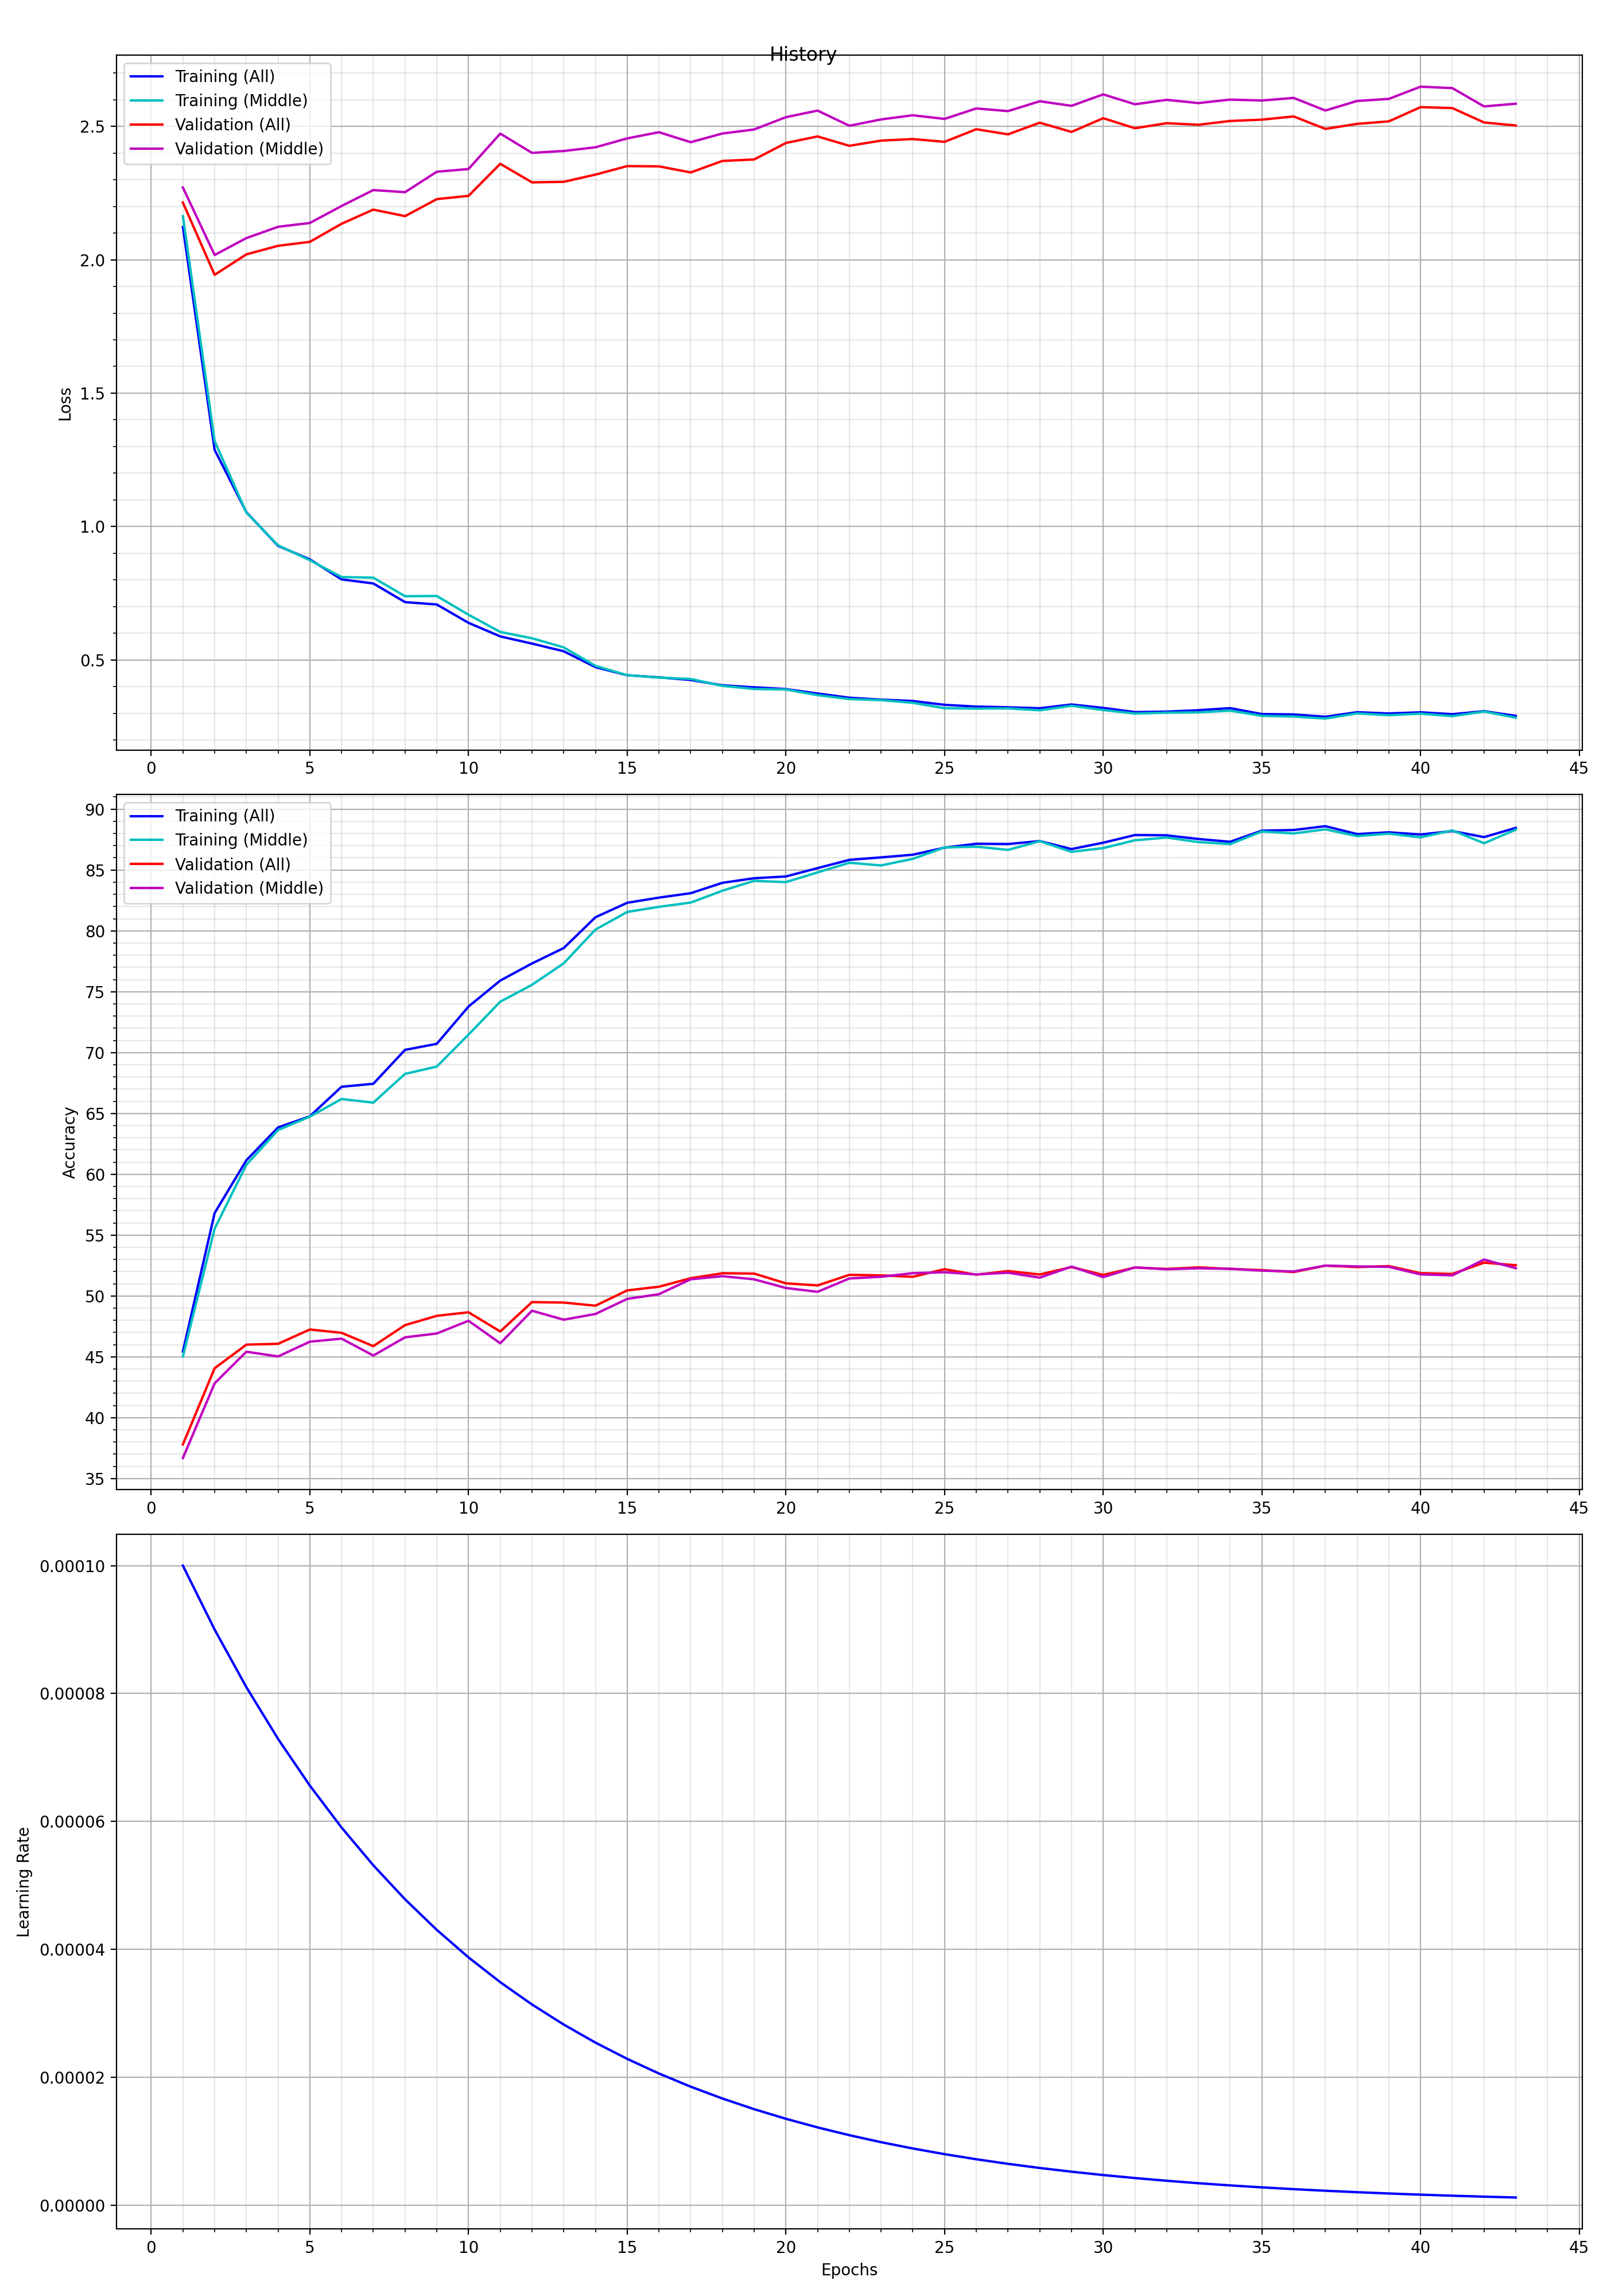 History
Training (All)
Training (Middle)
Validation (All)
Validation (Middle)
Loss
2.5
2.0
1.5
1.0
0.5
0 5 10 15 20 25 30 35 40 45
Training (All)
Training (Middle)
Validation (All)
Validation (Middle)
Accuracy
90
85
80
75
70
65
60
55
50
45
40
35
0 5 10 15 20 25 30 35 40 45
Learning Rate
0.00010
0.00008
0.00006
0.00004
0.00002
0.00000
0 5 10 15 20 25 30 35 40 45
Epochs